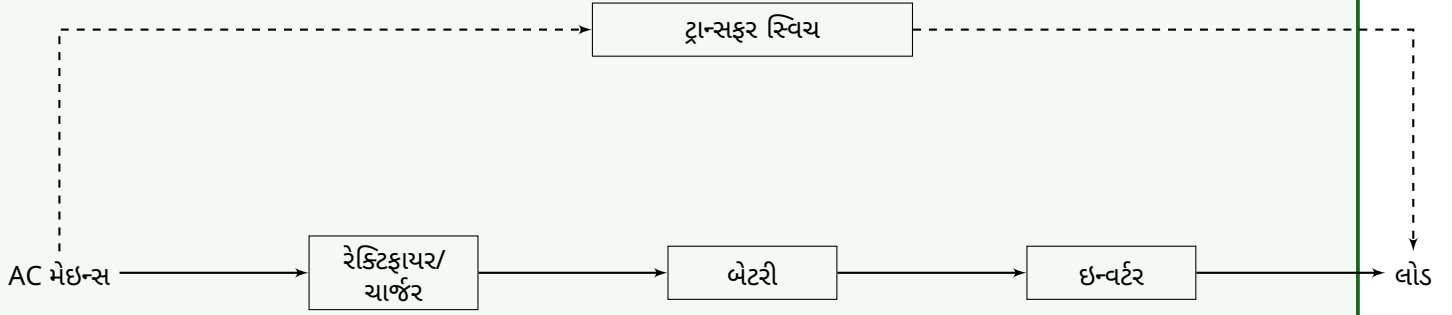 ટ્રાન્સફર સ્વિચ
AC મેઇન્સ
રેક્ટિફાયર/
ચાર્જર
બેટરી
ઇન્વર્ટર
લોડ